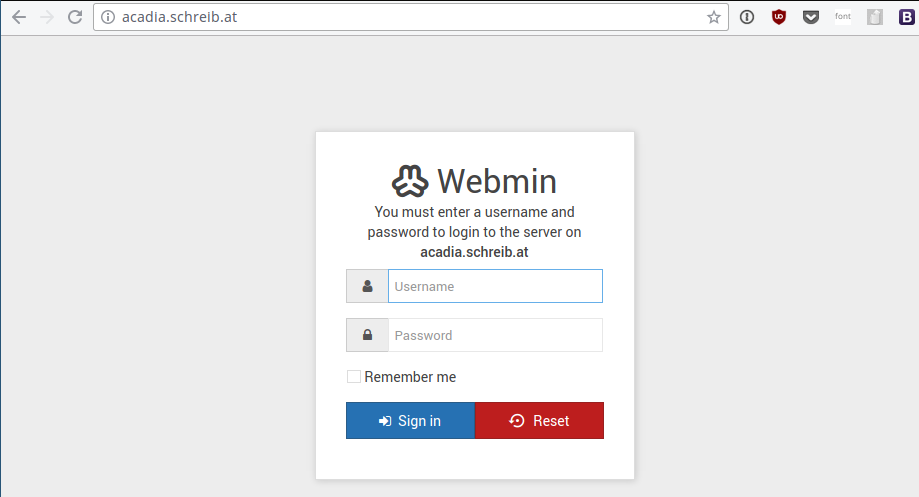 acadia.schreib.at
font
B
Webmin
You must enter a username and
password to login to the server on
acadia.schreib.at
Username
Password
Remember me
Sign in
Reset